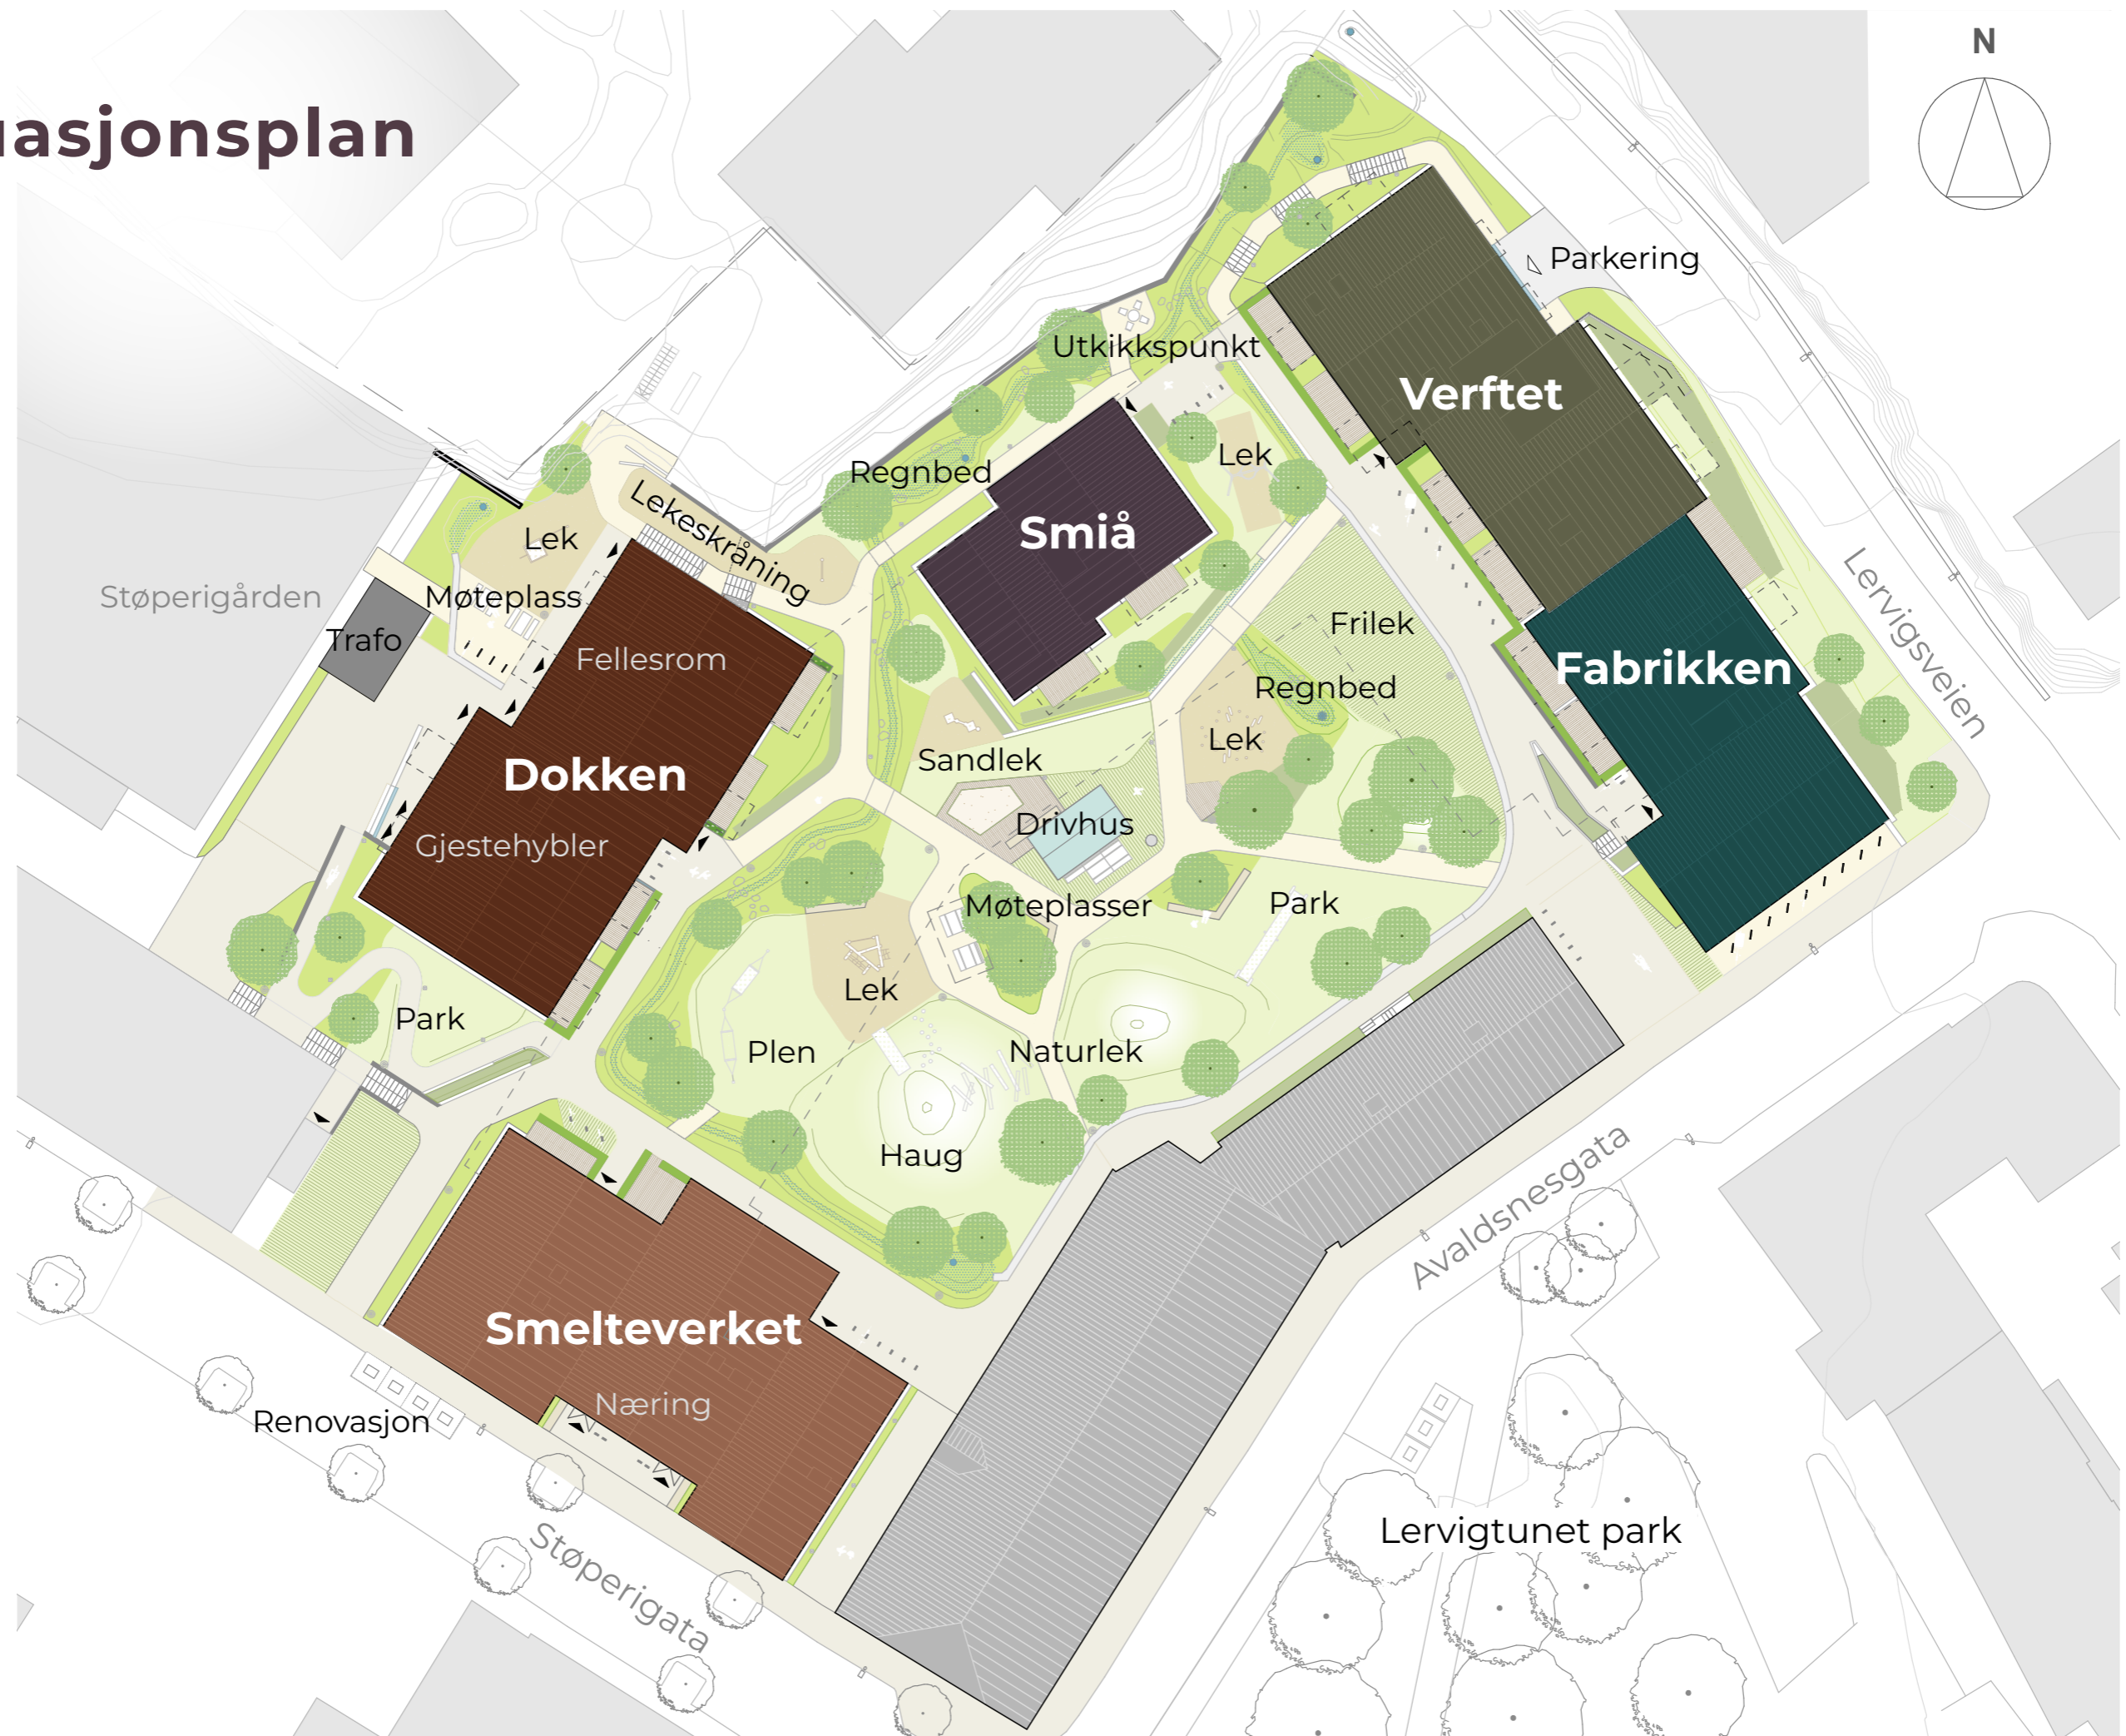 asjonsplan
N
Parkering
Utkikkspunkt
Verftet
Regnbed
Lek
Lekeskråning
Smiå
Lek
Støperigården
Møteplass
Trafo
Fellesrom
Frilek
Lervigsveien
Fabrikken
Regnbed
Lek
Sandlek
Dokken
Drivhus
Gjestehybler
Møteplasser
Park
Lek
Park
Plen
Naturlek
Haug
Avaldsnesgata
Smelteverket
Næring
Renovasjon
Støperigata
Lervigtunet park